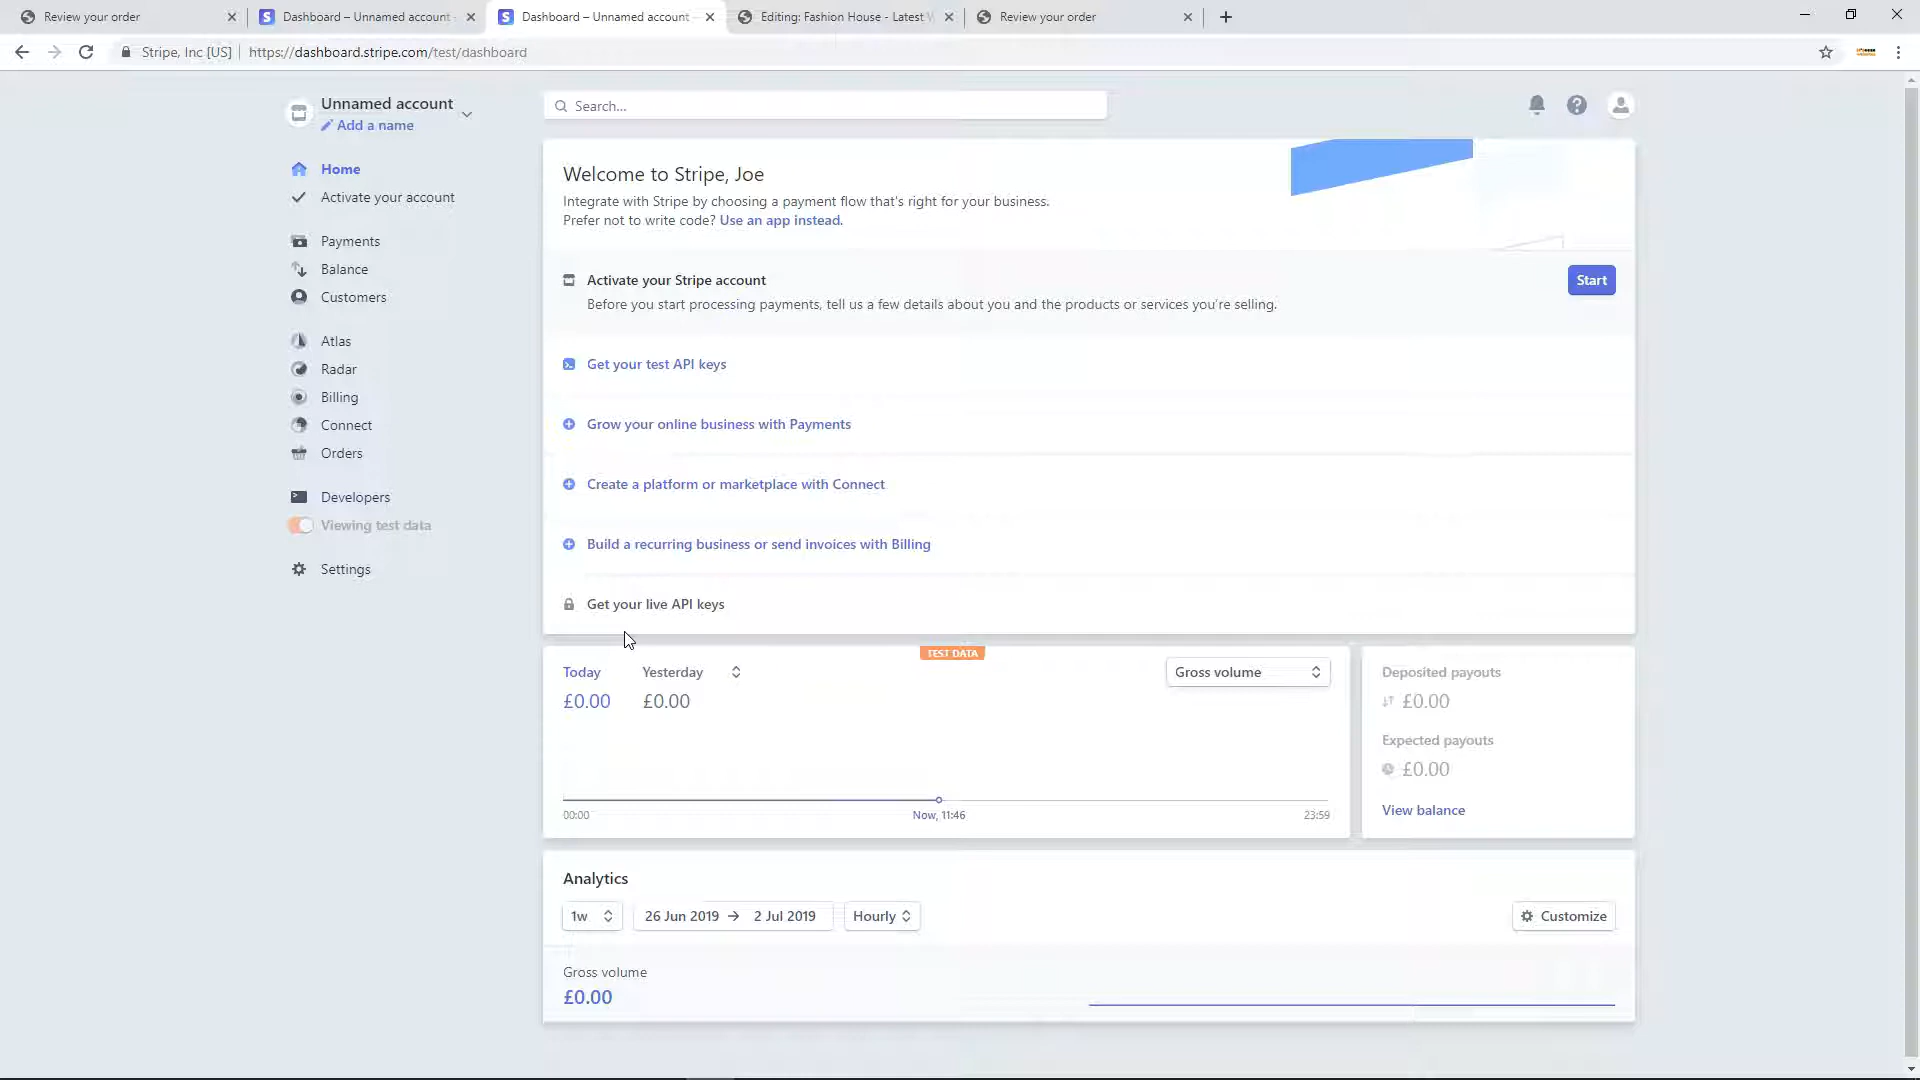 Review your order
Dashboard – Unnamed account
Dashboard – Unnamed account
Editing: Fashion House - Latest
Review your order
Stripe, Inc [US]
https://dashboard.stripe.com/test/dashboard
Unnamed account
Add a name
Search...
Home
Activate your account
Payments
Balance
Customers
Atlas
Radar
Billing
Connect
Orders
Developers
Viewing test data
Settings
Welcome to Stripe, Joe
Integrate with Stripe by choosing a payment flow that's right for your business.
Prefer not to write code? Use an app instead.
Activate your Stripe account
Start
Before you start processing payments, tell us a few details about you and the products or services you're selling.
Get your test API keys
Grow your online business with Payments
Create a platform or marketplace with Connect
Build a recurring business or send invoices with Billing
Get your live API keys
TEST DATA
Today
Yesterday
Gross volume
£0.00
£0.00
00:00
Now, 11:46
23:59
Deposited payouts
£0.00
Expected payouts
£0.00
View balance
Analytics
1w
26 Jun 2019 → 2 Jul 2019
Hourly
Customize
Gross volume
£0.00